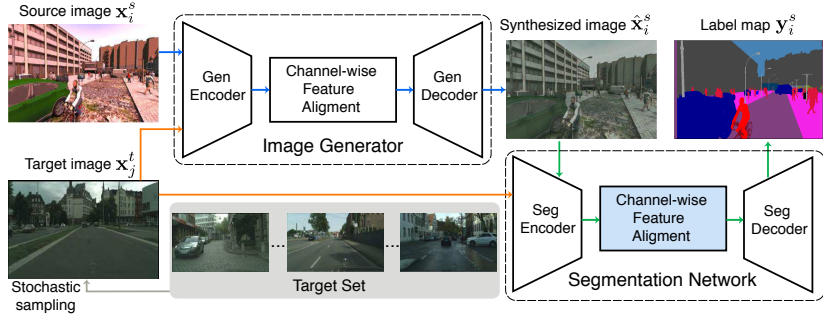 Source image x_i^s
Synthesized image x̂_i^s
Label map y_i^s
Gen
Encoder
Channel-wise
Feature
Aligment
Gen
Decoder
Image Generator
Target image x_j^t
Seg
Encoder
Channel-wise
Feature
Aligment
Seg
Decoder
Segmentation Network
...
...
Target Set
Stochastic
sampling